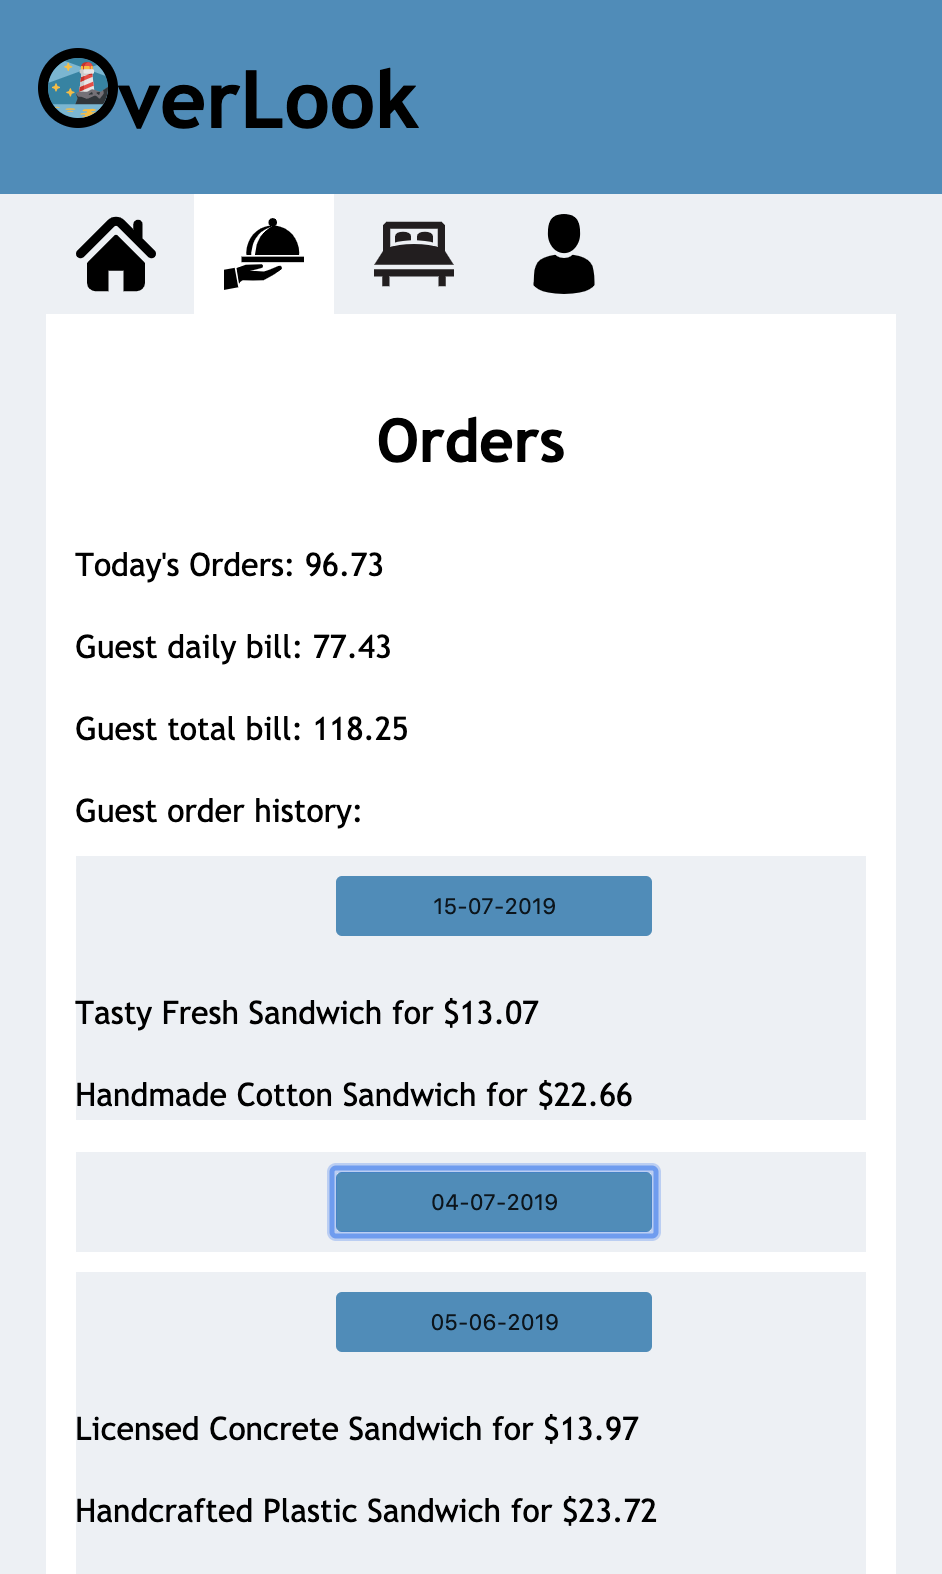 OverLook
Orders
Today's Orders: 96.73
Guest daily bill: 77.43
Guest total bill: 118.25
Guest order history:
15-07-2019
Tasty Fresh Sandwich for $13.07
Handmade Cotton Sandwich for $22.66
04-07-2019
05-06-2019
Licensed Concrete Sandwich for $13.97
Handcrafted Plastic Sandwich for $23.72